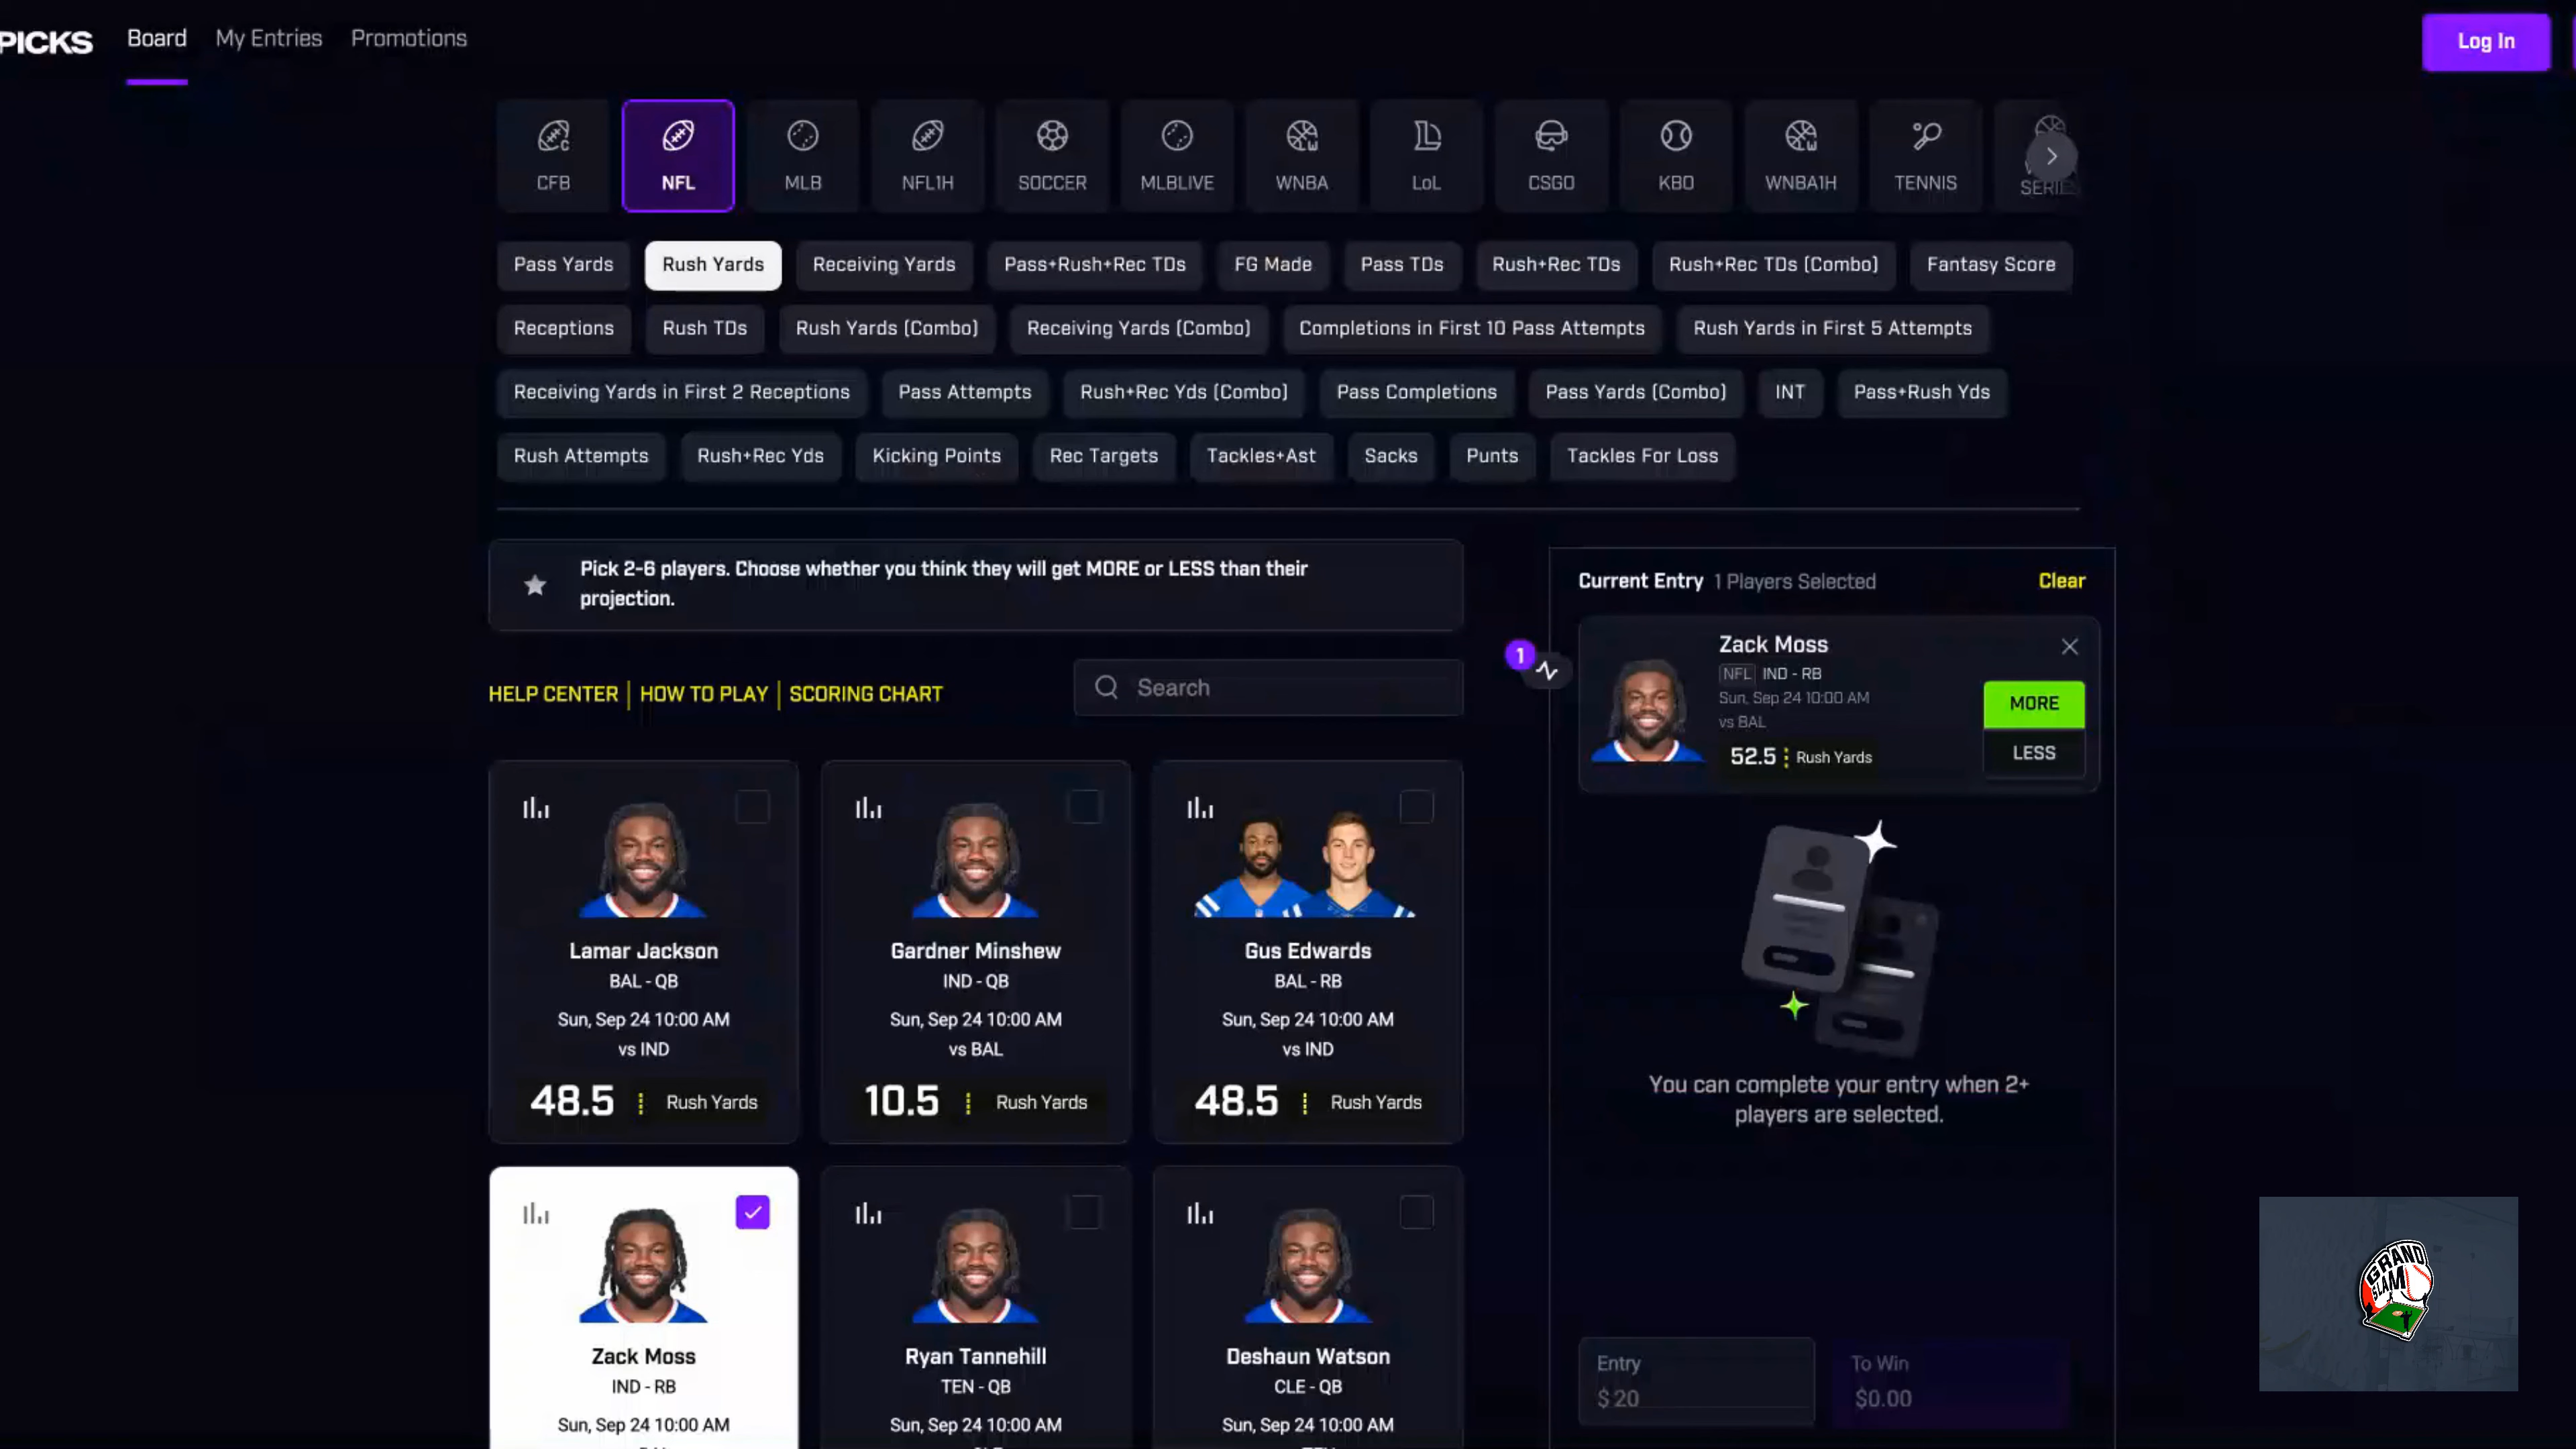 PICKS
Board
My Entries
Promotions
Log In
CFB
NFL
MLB
NFL1H
SOCCER
MLBLIVE
WNBA
LoL
CSGO
KBO
WNBA1H
TENNIS
SERIES
Pass Yards
Rush Yards
Receiving Yards
Pass+Rush+Rec TDs
FG Made
Pass TDs
Rush+Rec TDs
Rush+Rec TDs (Combo)
Fantasy Score
Receptions
Rush TDs
Rush Yards (Combo)
Receiving Yards (Combo)
Completions in First 10 Pass Attempts
Rush Yards in First 5 Attempts
Receiving Yards in First 2 Receptions
Pass Attempts
Rush+Rec Yds (Combo)
Pass Completions
Pass Yards (Combo)
INT
Pass+Rush Yds
Rush Attempts
Rush+Rec Yds
Kicking Points
Rec Targets
Tackles+Ast
Sacks
Punts
Tackles For Loss
Pick 2-6 players. Choose whether you think they will get MORE or LESS than their
projection.
HELP CENTER
HOW TO PLAY
SCORING CHART
Search
Current Entry 1 Players Selected
Clear
1
Zack Moss
NFL IND - RB
Sun, Sep 24 10:00 AM
vs BAL
52.5 Rush Yards
MORE
LESS
You can complete your entry when 2+
players are selected.
Entry
$ 20
To Win
$0.00
Lamar Jackson
BAL - QB
Sun, Sep 24 10:00 AM
vs IND
48.5 Rush Yards
Gardner Minshew
IND - QB
Sun, Sep 24 10:00 AM
vs BAL
10.5 Rush Yards
Gus Edwards
BAL - RB
Sun, Sep 24 10:00 AM
vs IND
48.5 Rush Yards
Zack Moss
IND - RB
Sun, Sep 24 10:00 AM
Ryan Tannehill
TEN - QB
Sun, Sep 24 10:00 AM
Deshaun Watson
CLE - QB
Sun, Sep 24 10:00 AM
GRAND
SLAM